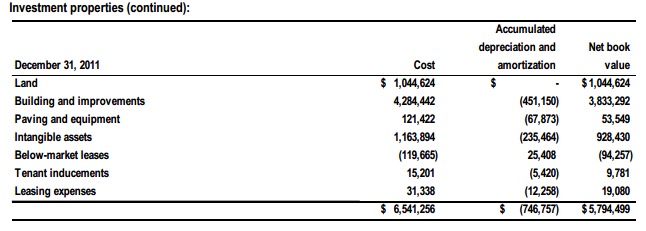 Investment properties (continued):
Accumulated
depreciation and Net book
December 31, 2011 Cost amortization value
Land $ 1,044,624 $ - $ 1,044,624
Building and improvements 4,284,442 (451,150) 3,833,292
Paving and equipment 121,422 (67,873) 53,549
Intangible assets 1,163,894 (235,464) 928,430
Below-market leases (119,665) 25,408 (94,257)
Tenant inducements 15,201 (5,420) 9,781
Leasing expenses 31,338 (12,258) 19,080
$ 6,541,256 $ (746,757) $ 5,794,499